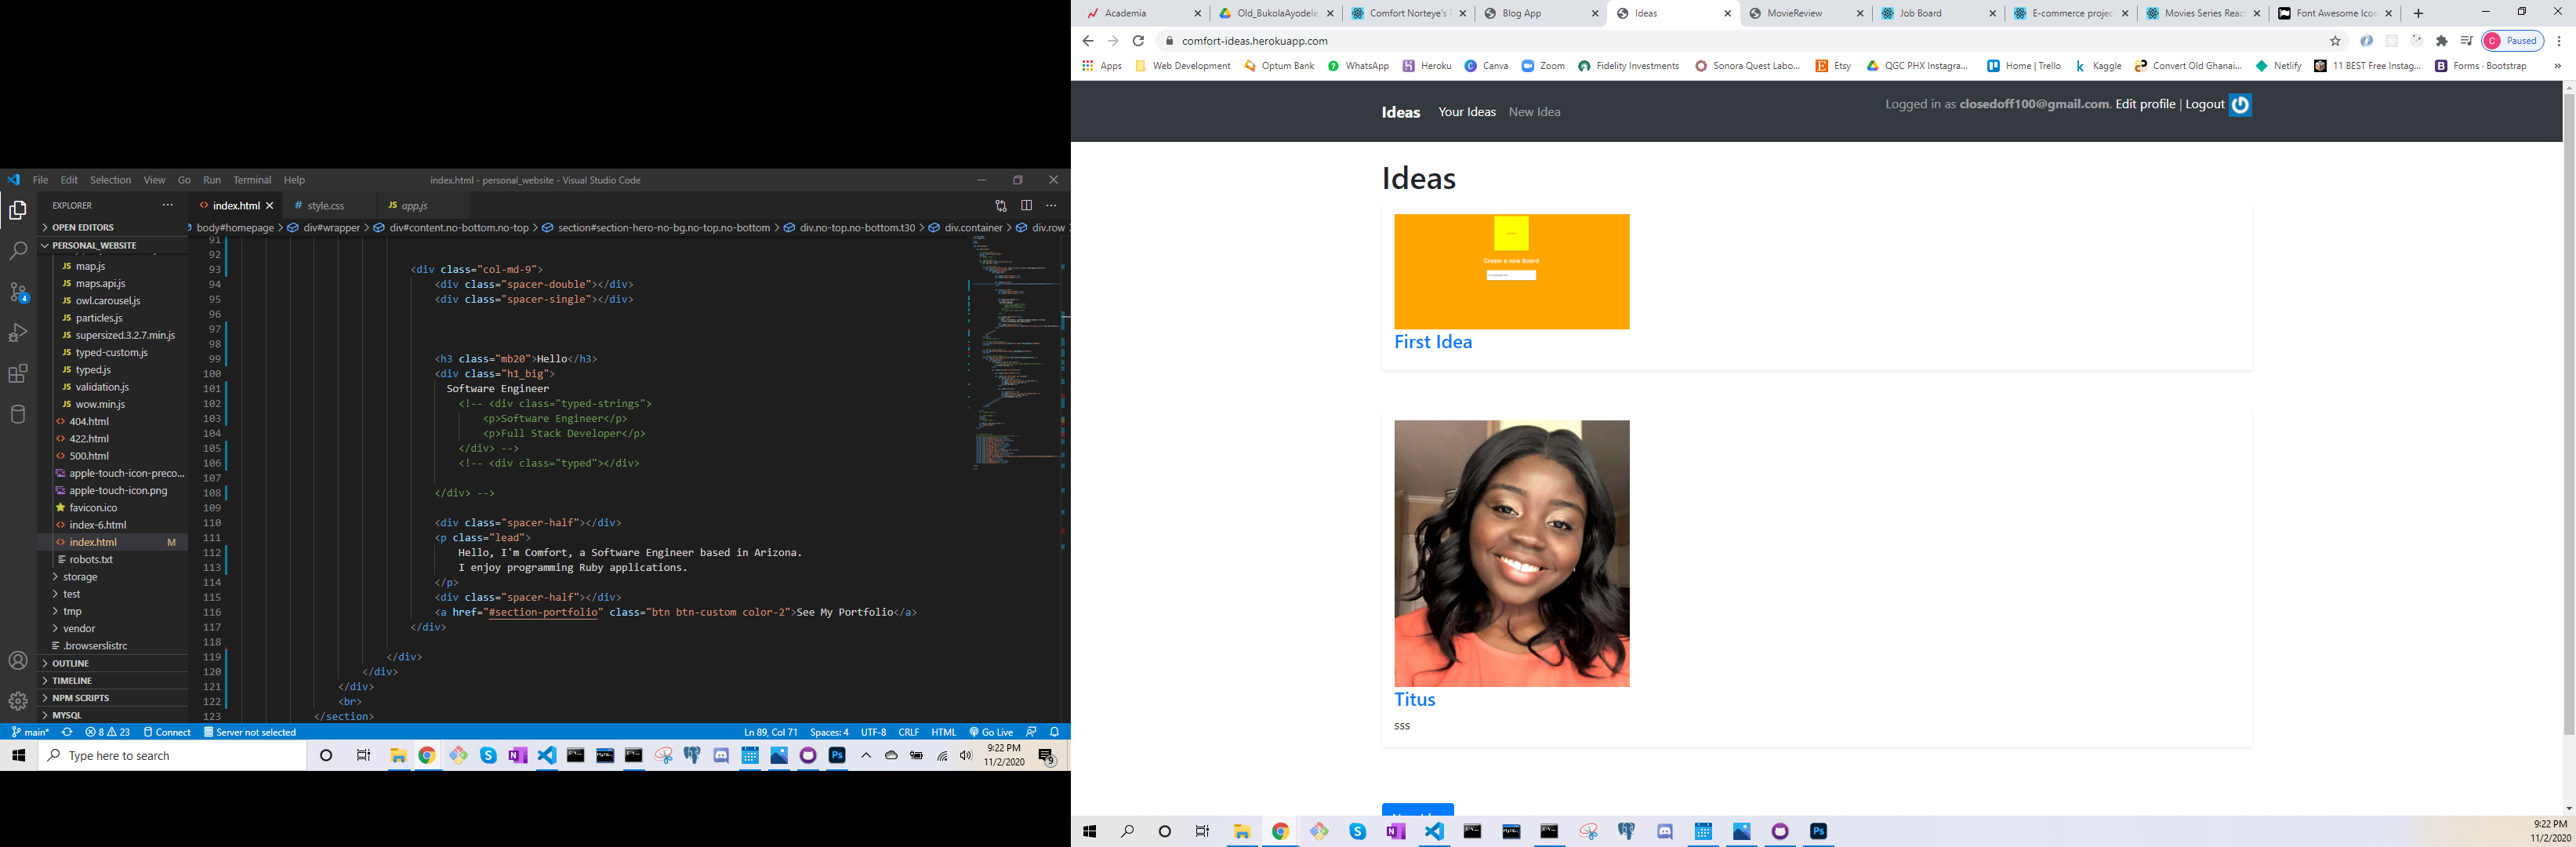 File Edit Selection View Go Run Terminal Help
index.html - personal_website - Visual Studio Code
EXPLORER
OPEN EDITORS
PERSONAL_WEBSITE
map.js
maps.api.js
owl.carousel.js
particles.js
supersized.3.2.7.min.js
typed-custom.js
typed.js
validation.js
wow.min.js
404.html
422.html
500.html
apple-touch-icon-preco...
apple-touch-icon.png
favicon.ico
index-6.html
index.html M
robots.txt
storage
test
tmp
vendor
.browserslistrc
OUTLINE
TIMELINE
NPM SCRIPTS
MYSQL
index.html style.css app.js
body#homepage > div#wrapper > div#content.no-bottom.no-top > section#section-hero-no-bg.no-top.no-bottom > div.no-top.no-bottom.t30 > div.container > div.row
91
92
93 <div class="col-md-9">
94 <div class="spacer-double"></div>
95 <div class="spacer-single"></div>
96
97
98
99 <h3 class="mb20">Hello</h3>
100 <div class="h1_big">
101 Software Engineer
102 <!-- <div class="typed-strings">
103 <p>Software Engineer</p>
104 <p>Full Stack Developer</p>
105 </div> -->
106 <!-- <div class="typed"></div>
107
108 </div> -->
109
110 <div class="spacer-half"></div>
111 <p class="lead">
112 Hello, I'm Comfort, a Software Engineer based in Arizona.
113 I enjoy programming Ruby applications.
114 </p>
115 <div class="spacer-half"></div>
116 <a href="#section-portfolio" class="btn btn-custom color-2">See My Portfolio</a>
117 </div>
118
119 </div>
120 </div>
121 </div>
122 <br>
123 </section>
main* 8 23 Connect Server not selected Ln 89, Col 71 Spaces: 4 UTF-8 CRLF HTML Go Live
Type here to search
9:22 PM
11/2/2020
Academia Old_BukolaAyodele Comfort Norteye's Blog App Ideas MovieReview Job Board E-commerce projec Movies Series Reac Font Awesome Icon
comfort-ideas.herokuapp.com Paused
Apps Web Development Optum Bank WhatsApp Heroku Canva Zoom Fidelity Investments Sonora Quest Labo... Etsy QGC PHX Instagra... Home | Trello Kaggle Convert Old Ghanai... Netlify 11 BEST Free Instag... Forms · Bootstrap
Ideas Your Ideas New Idea Logged in as closedoff100@gmail.com. Edit profile | Logout
Ideas
Create a new Board
First Idea
Titus
sss
9:22 PM
11/2/2020